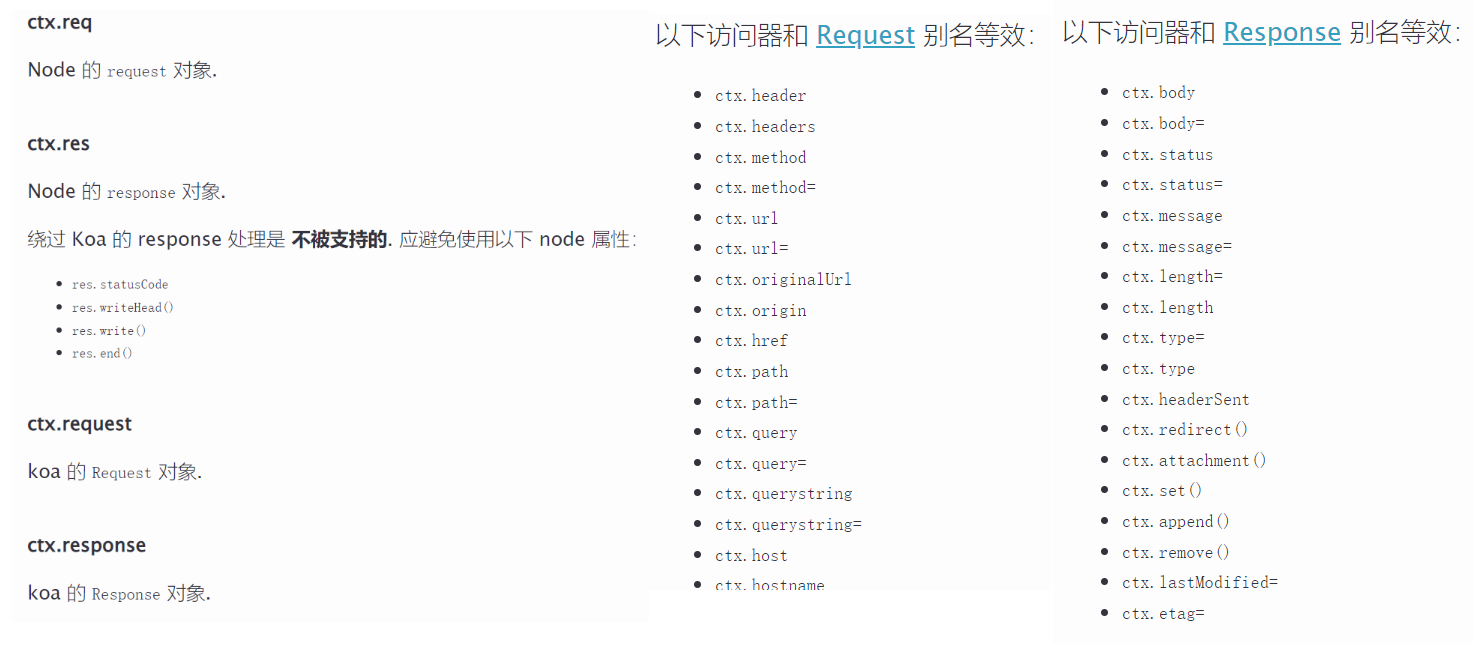 ctx.req
Node 的 request 对象.
ctx.res
Node 的 response 对象.
绕过 Koa 的 response 处理是 不被支持的. 应避免使用以下 node 属性：
res.statusCode
res.writeHead()
res.write()
res.end()
ctx.request
koa 的 Request 对象.
ctx.response
koa 的 Response 对象.
以下访问器和 Request 别名等效：
ctx.header
ctx.headers
ctx.method
ctx.method=
ctx.url
ctx.url=
ctx.originalUrl
ctx.origin
ctx.href
ctx.path
ctx.path=
ctx.query
ctx.query=
ctx.querystring
ctx.querystring=
ctx.host
ctx.hostname
以下访问器和 Response 别名等效：
ctx.body
ctx.body=
ctx.status
ctx.status=
ctx.message
ctx.message=
ctx.length=
ctx.length
ctx.type=
ctx.type
ctx.headerSent
ctx.redirect()
ctx.attachment()
ctx.set()
ctx.append()
ctx.remove()
ctx.lastModified=
ctx.etag=